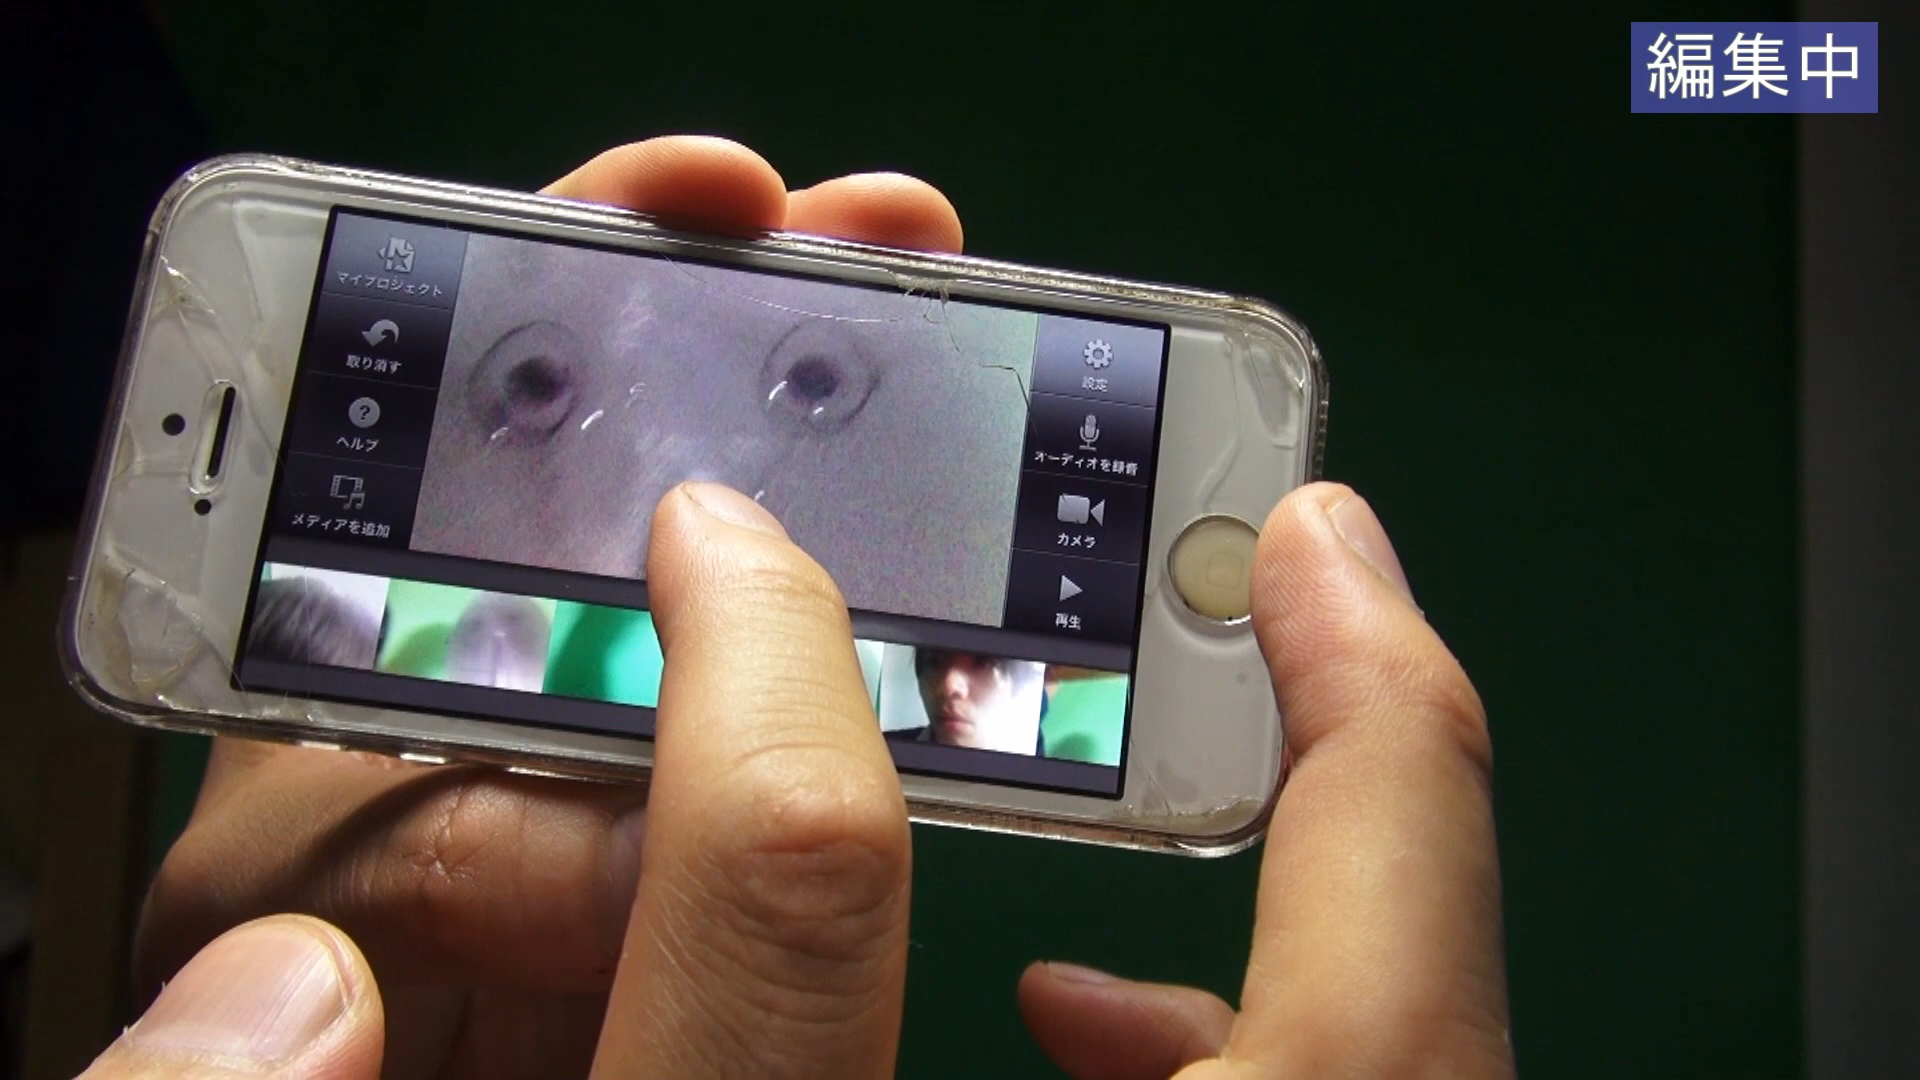 編集中
マイプロジェクト
取り消す
?
ヘルプ
メディアを追加
設定
オーディオを録音
カメラ
再生